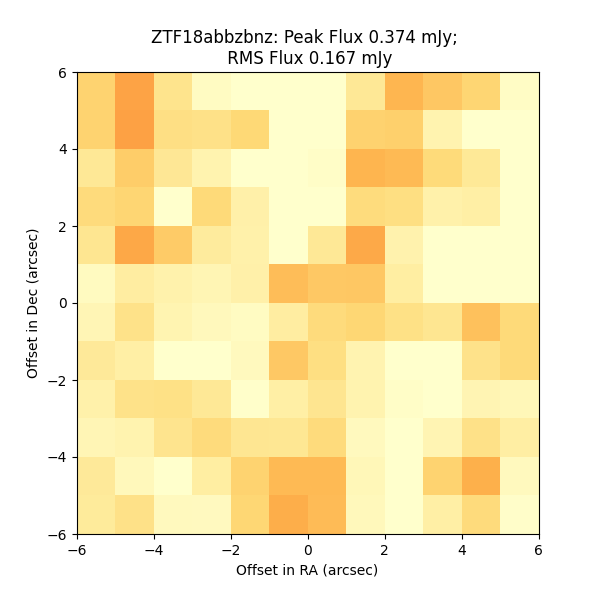 ZTF18abbzbnz: Peak Flux 0.374 mJy;
RMS Flux 0.167 mJy
6
4
2
0
−2
−4
−6
Offset in Dec (arcsec)
−6 −4 −2 0 2 4 6
Offset in RA (arcsec)